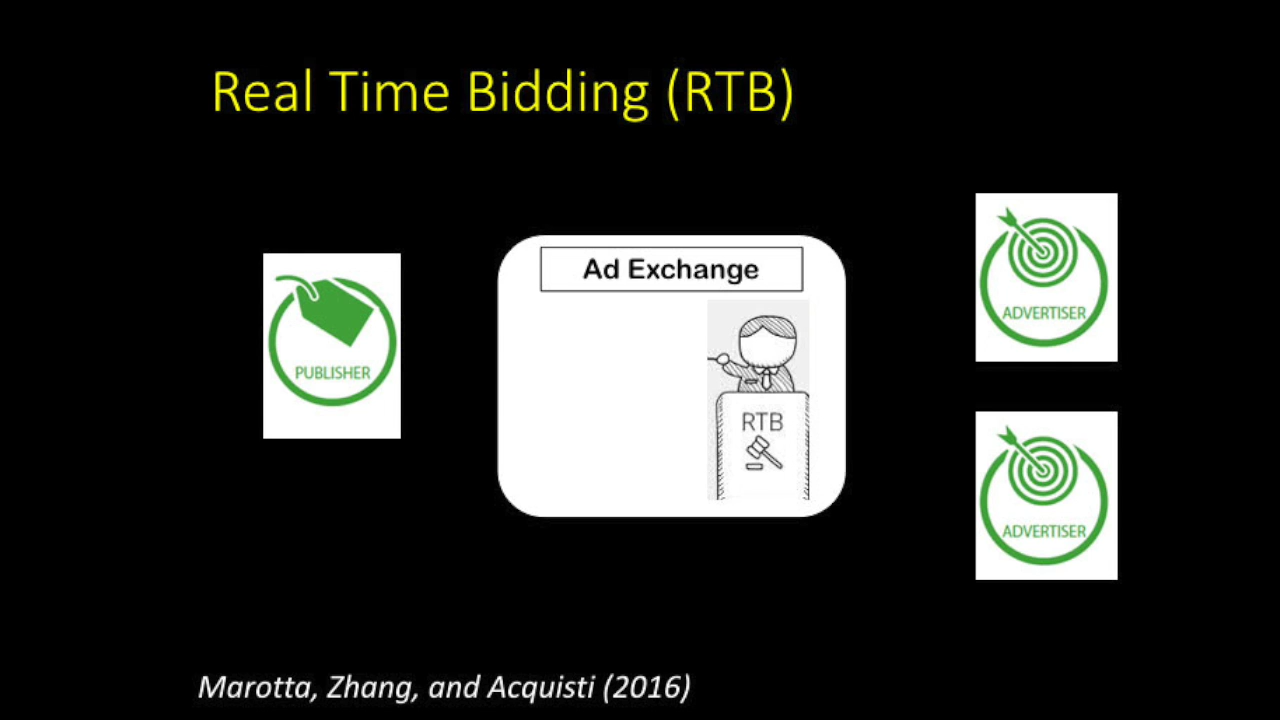 Real Time Bidding (RTB)
Ad Exchange
PUBLISHER
RTB
ADVERTISER
ADVERTISER
Marotta, Zhang, and Acquisti (2016)